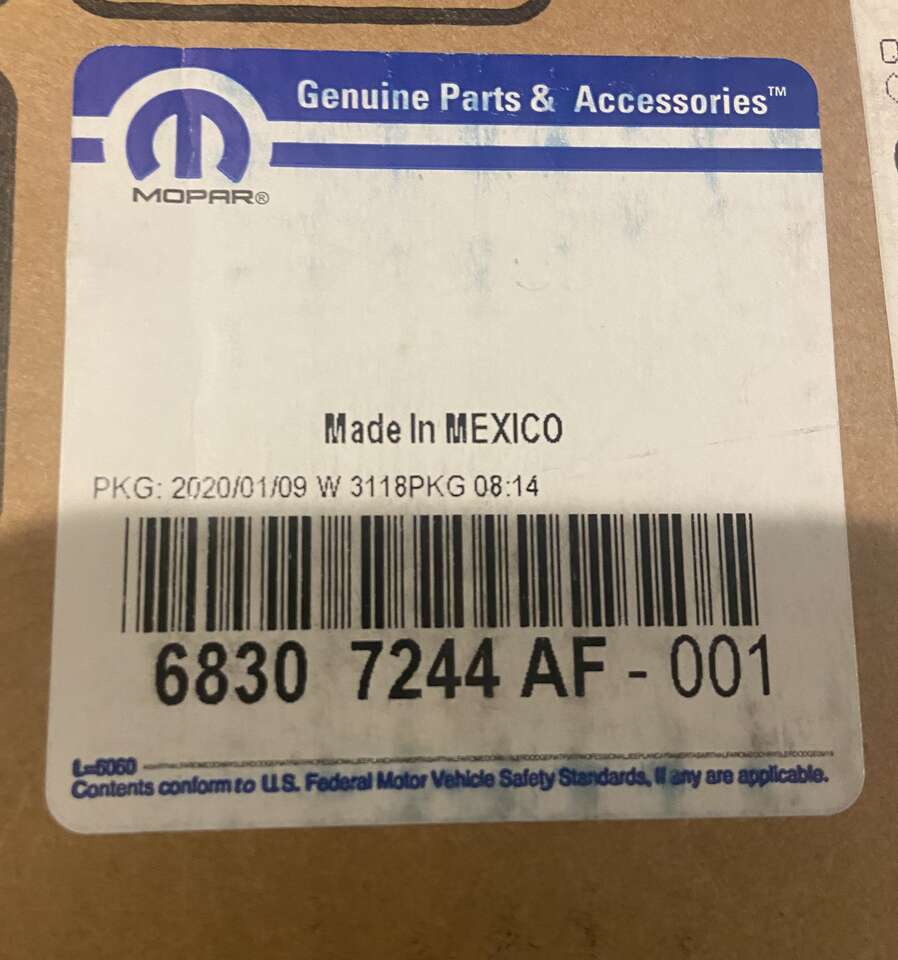 Genuine Parts & Accessories™
MOPAR®
Made In MEXICO
PKG: 2020/01/09 W 3118PKG 08:14
6830 7244 AF - 001
L=5060
Contents conform to U.S. Federal Motor Vehicle Safety Standards, if any are applicable.